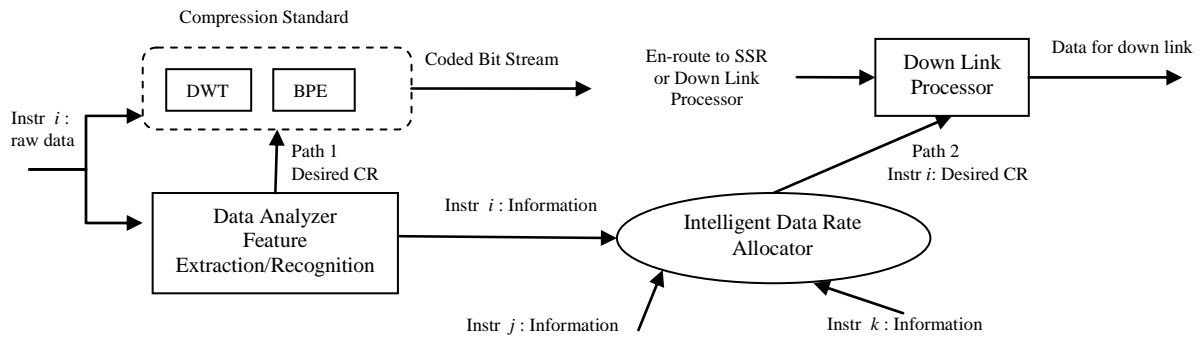 Compression Standard
DWT
BPE
Coded Bit Stream
En-route to SSR
or Down Link
Processor
Down Link
Processor
Data for down link
Instr i :
raw data
Path 1
Desired CR
Path 2
Instr i: Desired CR
Data Analyzer
Feature
Extraction/Recognition
Instr i : Information
Intelligent Data Rate
Allocator
Instr j : Information
Instr k : Information